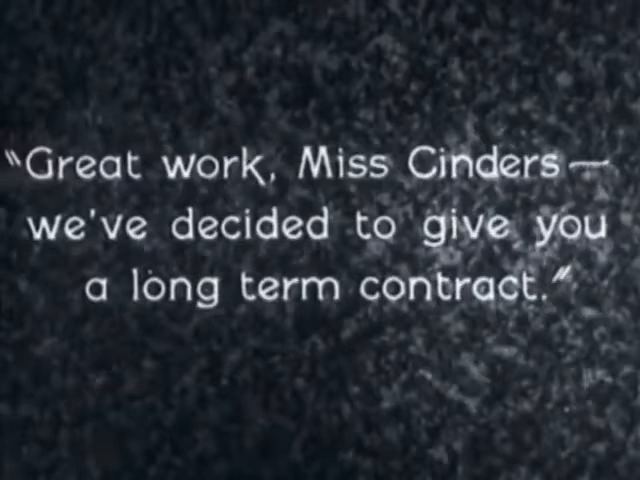 "Great work, Miss Cinders—
we've decided to give you
a long term contract."